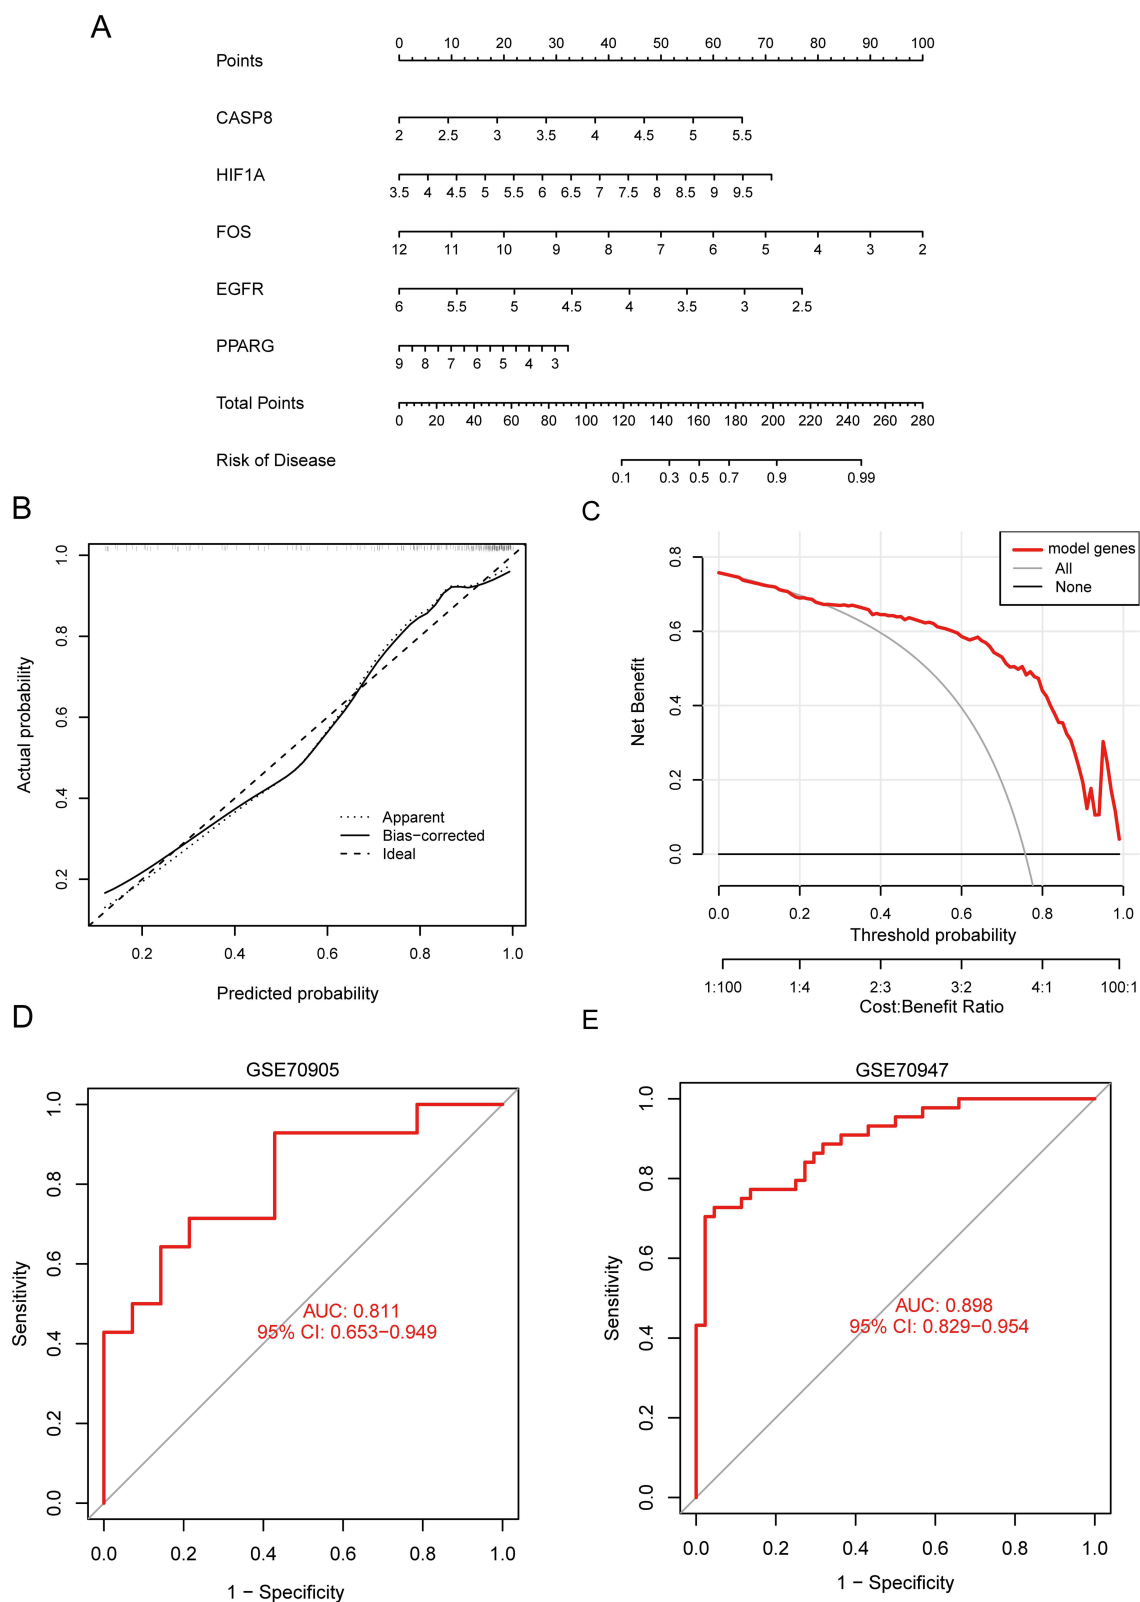 A
Points
0 10 20 30 40 50 60 70 80 90 100
CASP8
2 2.5 3 3.5 4 4.5 5 5.5
HIF1A
3.5 4 4.5 5 5.5 6 6.5 7 7.5 8 8.5 9 9.5
FOS
12 11 10 9 8 7 6 5 4 3 2
EGFR
6 5.5 5 4.5 4 3.5 3 2.5
PPARG
9 8 7 6 5 4 3
Total Points
0 20 40 60 80 100 120 140 160 180 200 220 240 260 280
Risk of Disease
0.1 0.3 0.5 0.7 0.9 0.99
B
Actual probability
1.0
0.8
0.6
0.4
0.2
Apparent
Bias−corrected
Ideal
0.2 0.4 0.6 0.8 1.0
Predicted probability
C
Net Benefit
0.8
0.6
0.4
0.2
0.0
model genes
All
None
0.0 0.2 0.4 0.6 0.8 1.0
Threshold probability
1:100 1:4 2:3 3:2 4:1 100:1
Cost:Benefit Ratio
D
GSE70905
Sensitivity
1.0
0.8
0.6
0.4
0.2
0.0
AUC: 0.811
95% CI: 0.653−0.949
0.0 0.2 0.4 0.6 0.8 1.0
1 − Specificity
E
GSE70947
Sensitivity
1.0
0.8
0.6
0.4
0.2
0.0
AUC: 0.898
95% CI: 0.829−0.954
0.0 0.2 0.4 0.6 0.8 1.0
1 − Specificity